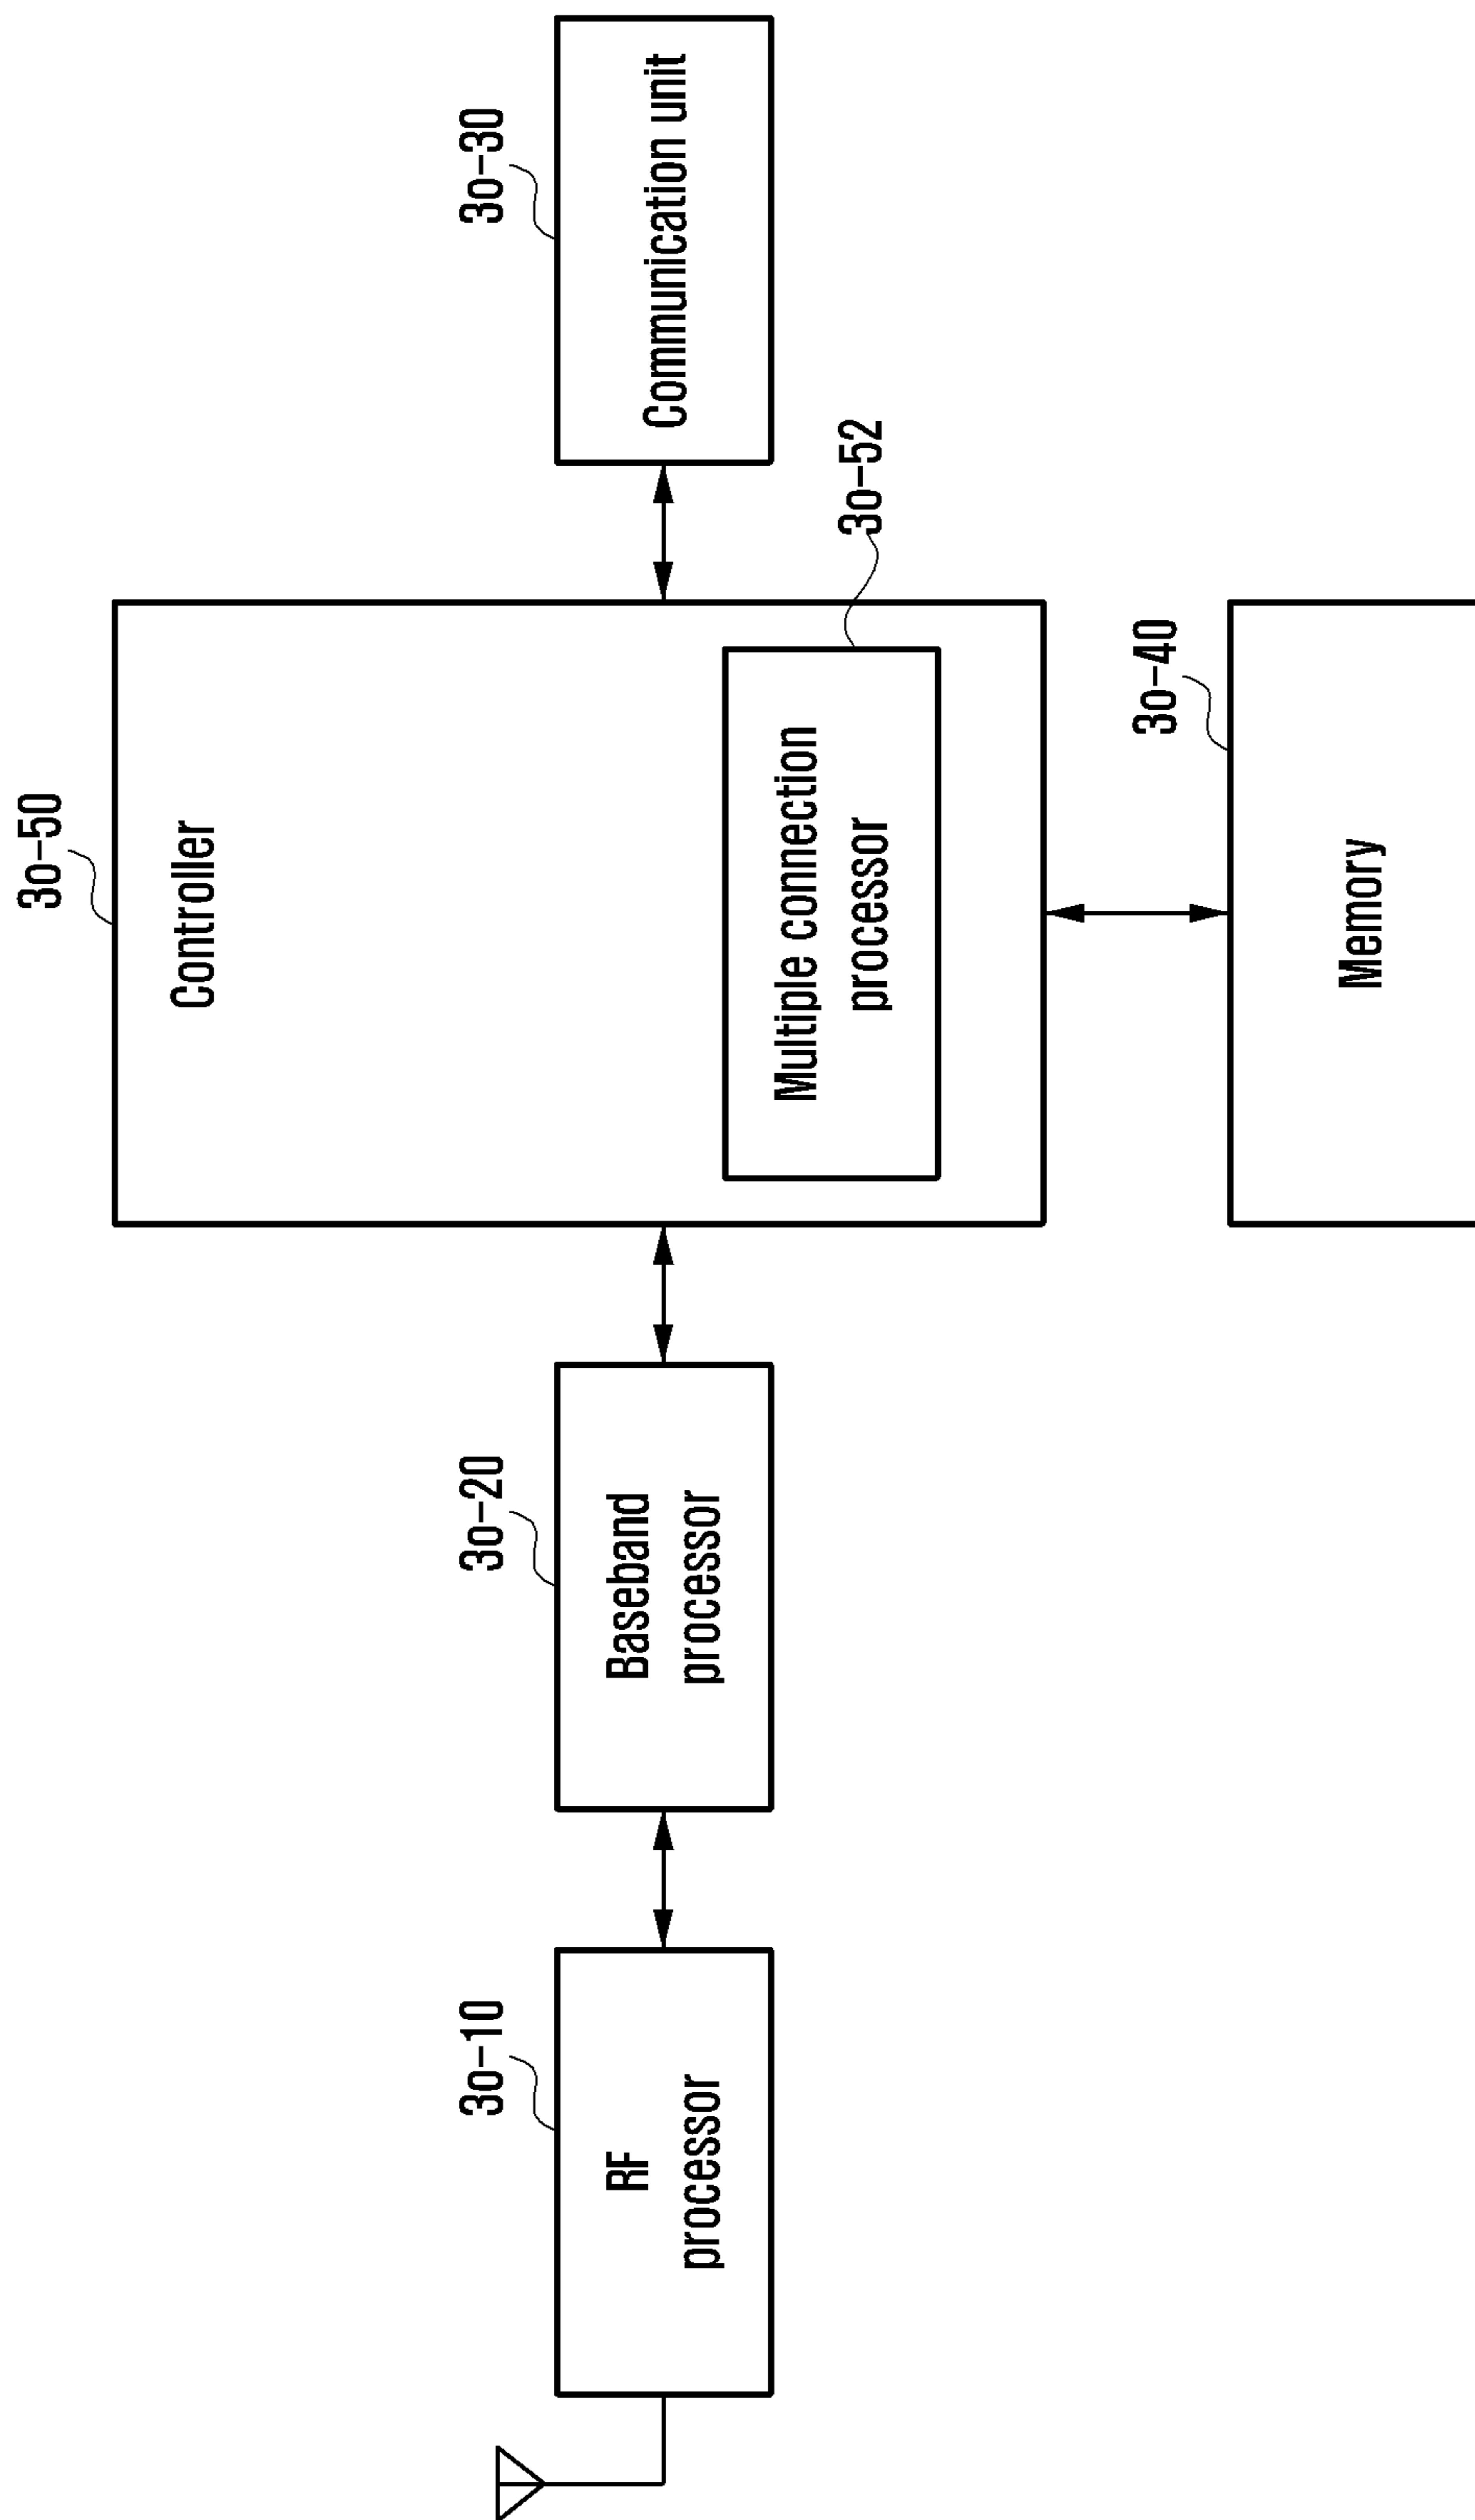 3o-50
Controller
3o-10
RF
processor
3o-20
Baseband
processor
3o-30
Communication unit
Multiple connection
processor
3o-52
3o-40
Memory